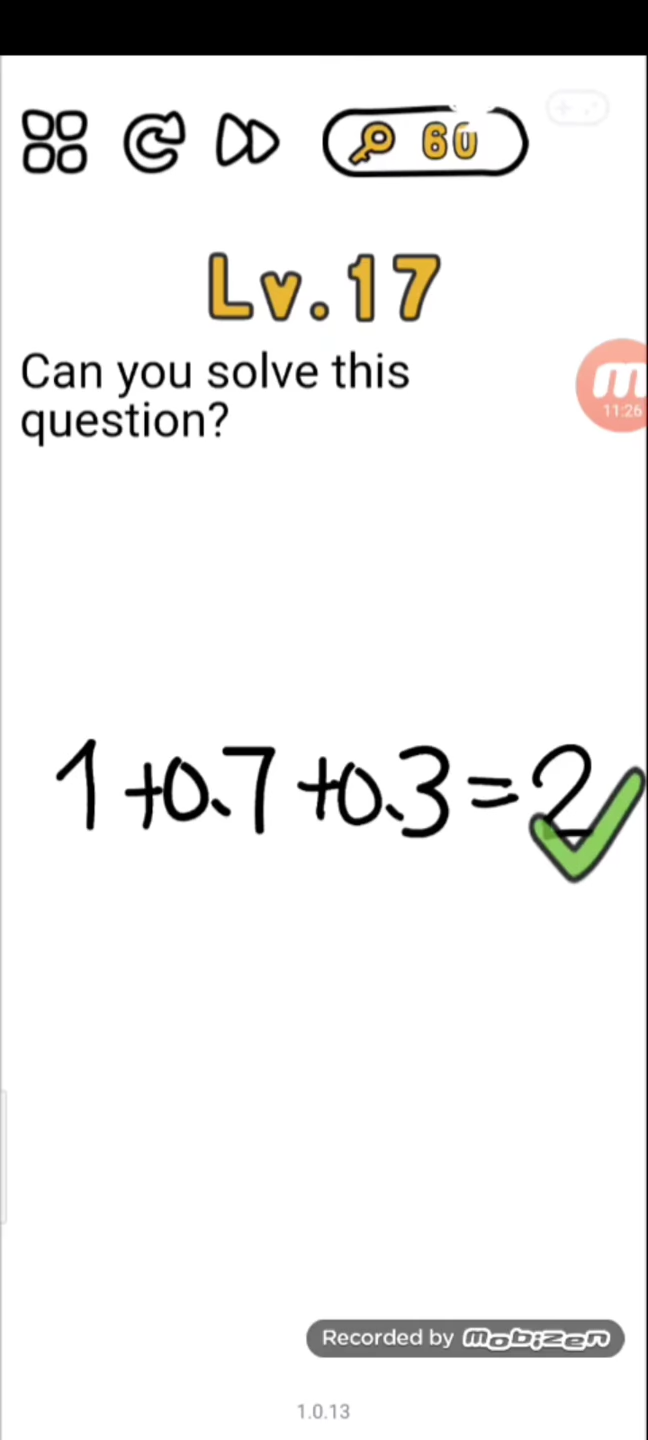 60
Lv.17
Can you solve this
question?
m
11:26
1+0.7+0.3=2
Recorded by mobizen
1.0.13